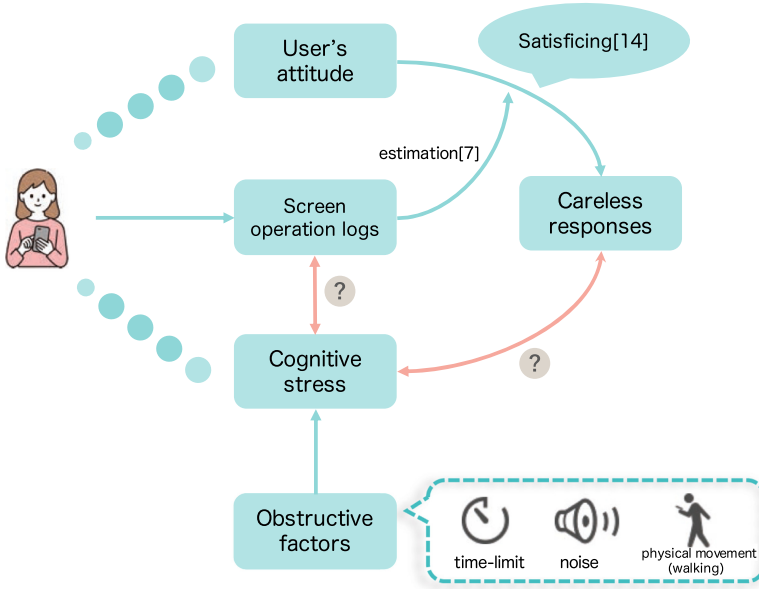 User's
attitude
Satisficing[14]
estimation[7]
Screen
operation logs
Careless
responses
?
Cognitive
stress
?
Obstructive
factors
time-limit
noise
physical movement
(walking)